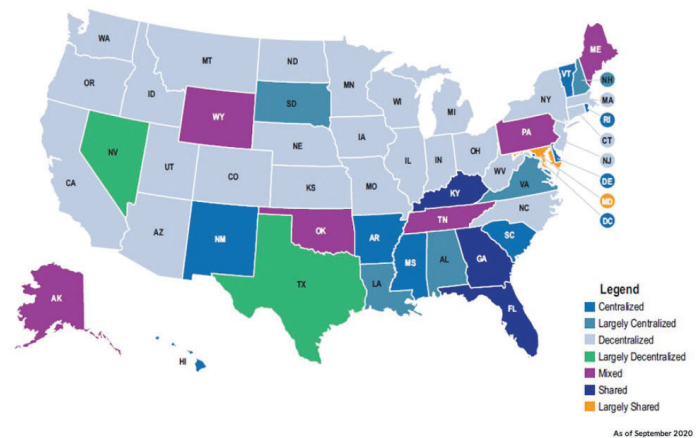 WA
MT
ND
MN
ME
VT
NH
OR
ID
SD
WI
MI
NY
MA
WY
RI
IA
PA
CT
NV
NE
IL
IN
OH
NJ
UT
CO
WV
VA
DE
CA
KS
MO
KY
MD
NC
TN
DC
AZ
NM
OK
AR
SC
MS
AL
GA
TX
LA
AK
FL
HI
Legend
Centralized
Largely Centralized
Decentralized
Largely Decentralized
Mixed
Shared
Largely Shared
As of September 2020